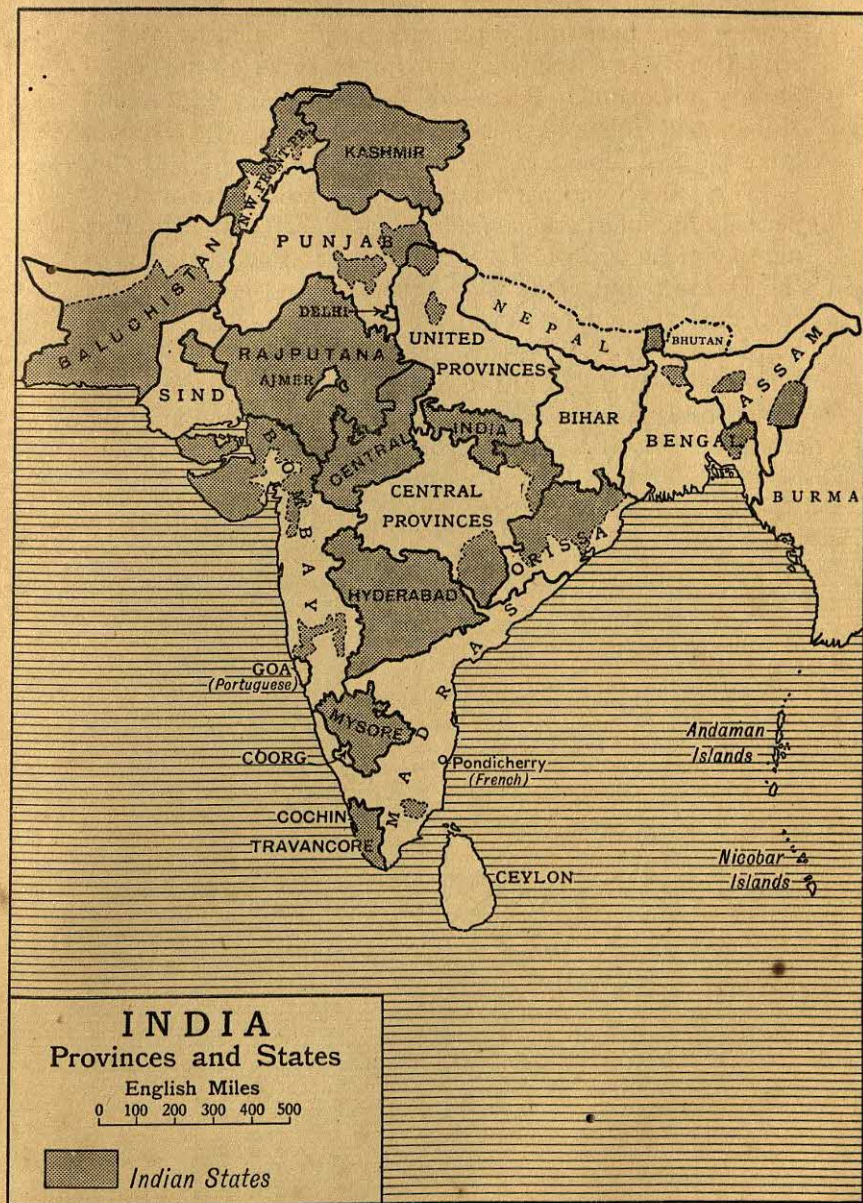 KASHMIR
N.W. FRONT. PR.
PUNJAB
BALUCHISTAN
DELHI
NEPAL
BHUTAN
ASSAM
RAJPUTANA
AJMER
UNITED
PROVINCES
SIND
BIHAR
CENTRAL
INDIA
BENGAL
BOMBAY
CENTRAL
PROVINCES
BURMA
ORISSA
HYDERABAD
GOA
(Portuguese)
MYSORE
MADRAS
Andaman
Islands
COORG
Pondicherry
(French)
COCHIN
TRAVANCORE
CEYLON
Nicobar
Islands
INDIA
Provinces and States
English Miles
0 100 200 300 400 500
Indian States